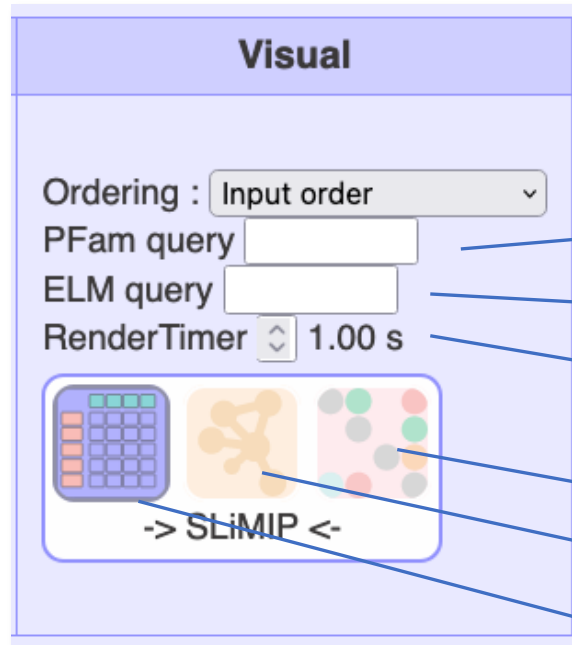 Visual
Ordering : Input order
PFam query
ELM query
RenderTimer 1.00 s
-> SLiMIP <-